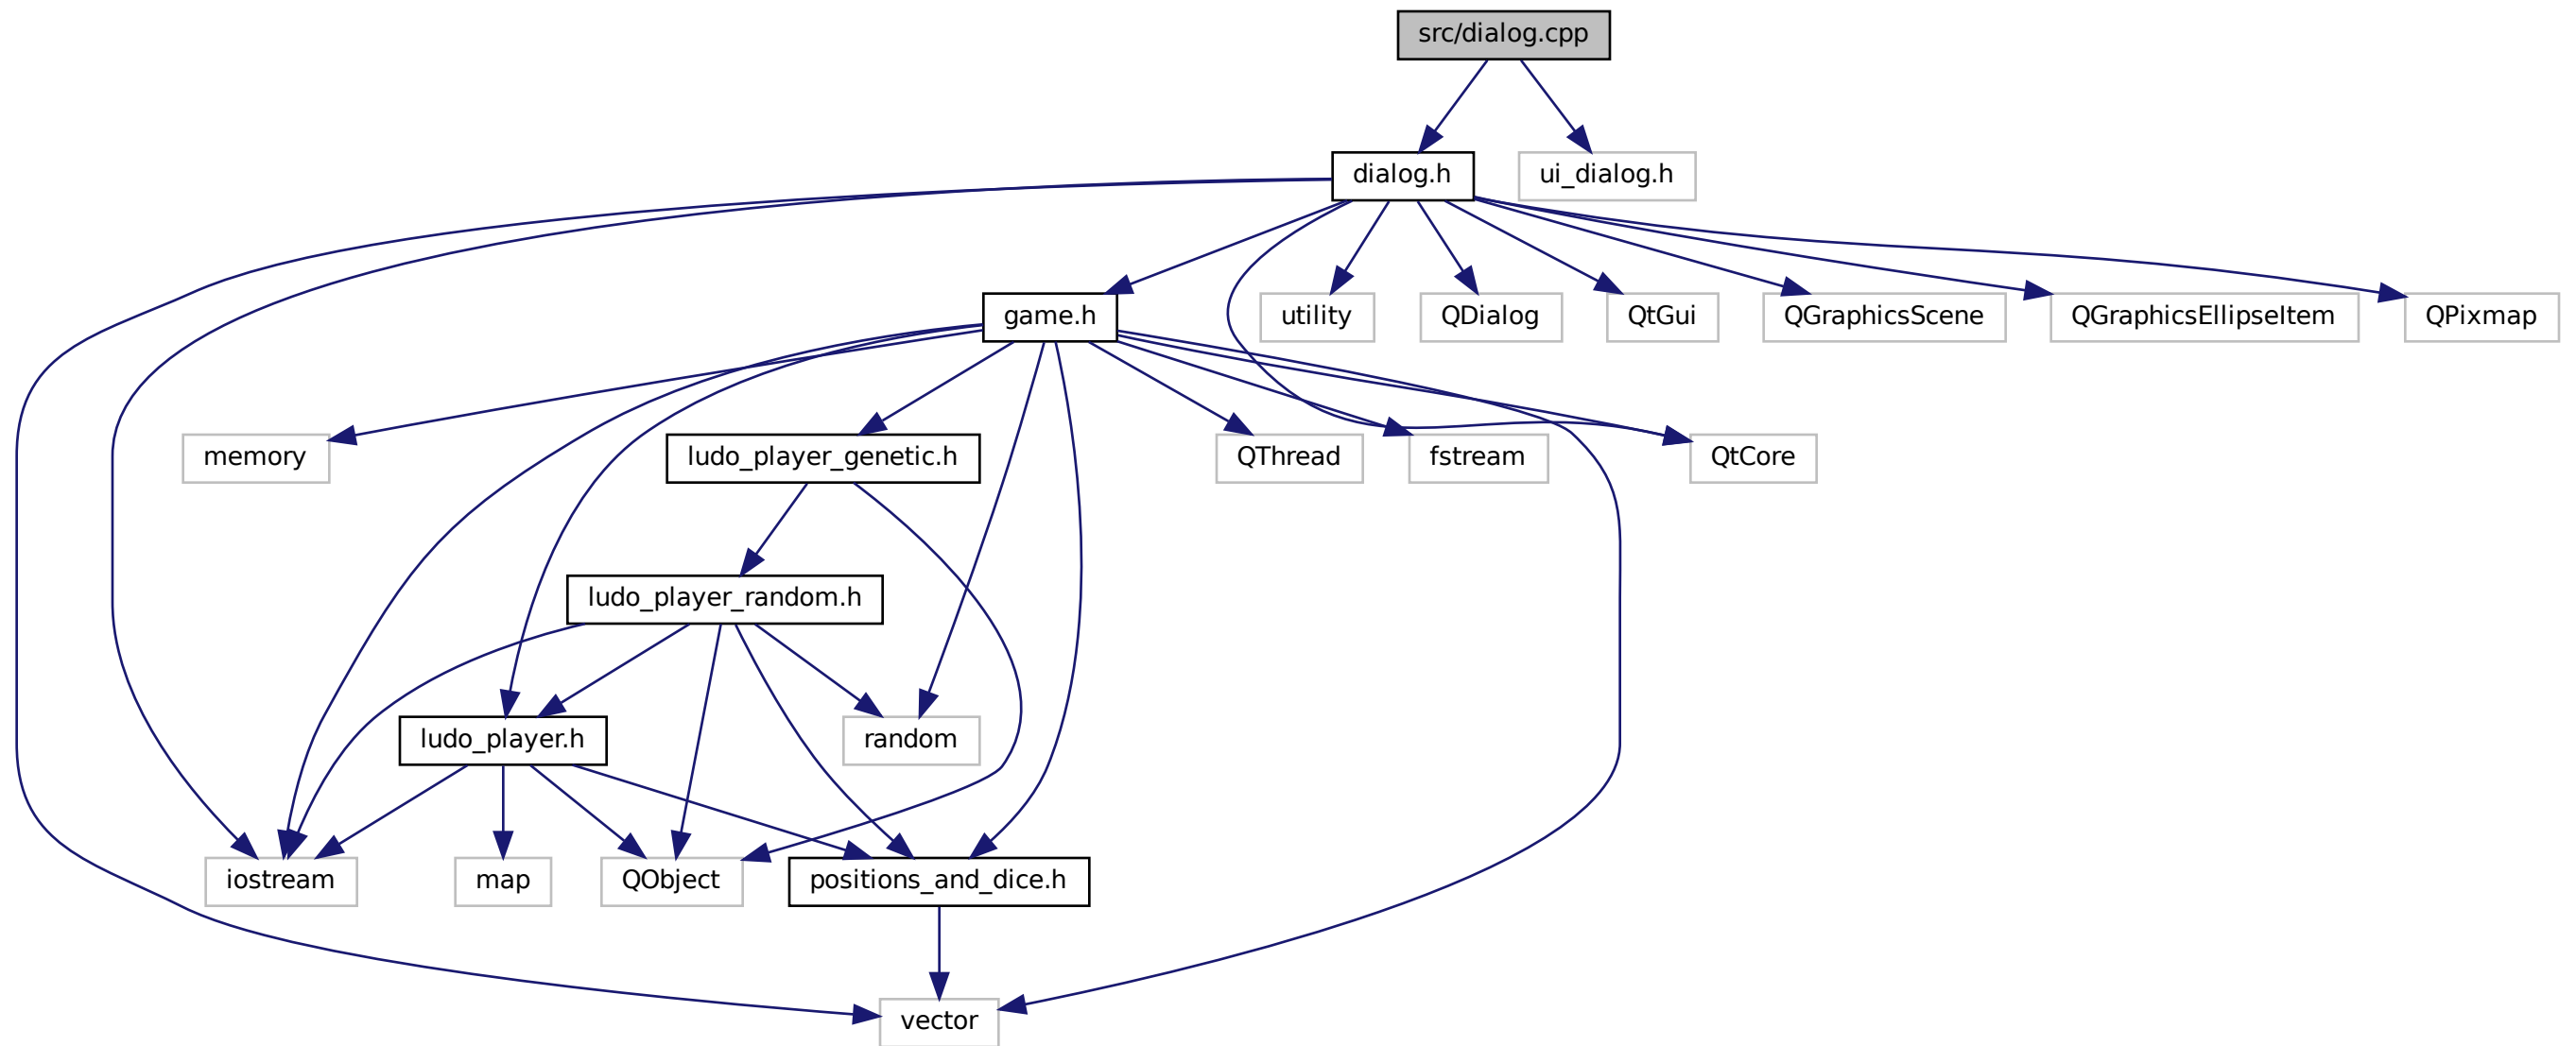 src/dialog.cpp
dialog.h
ui_dialog.h
game.h
utility
QDialog
QtGui
QGraphicsScene
QGraphicsEllipseItem
QPixmap
memory
ludo_player_genetic.h
QThread
fstream
QtCore
ludo_player_random.h
ludo_player.h
random
iostream
map
QObject
positions_and_dice.h
vector